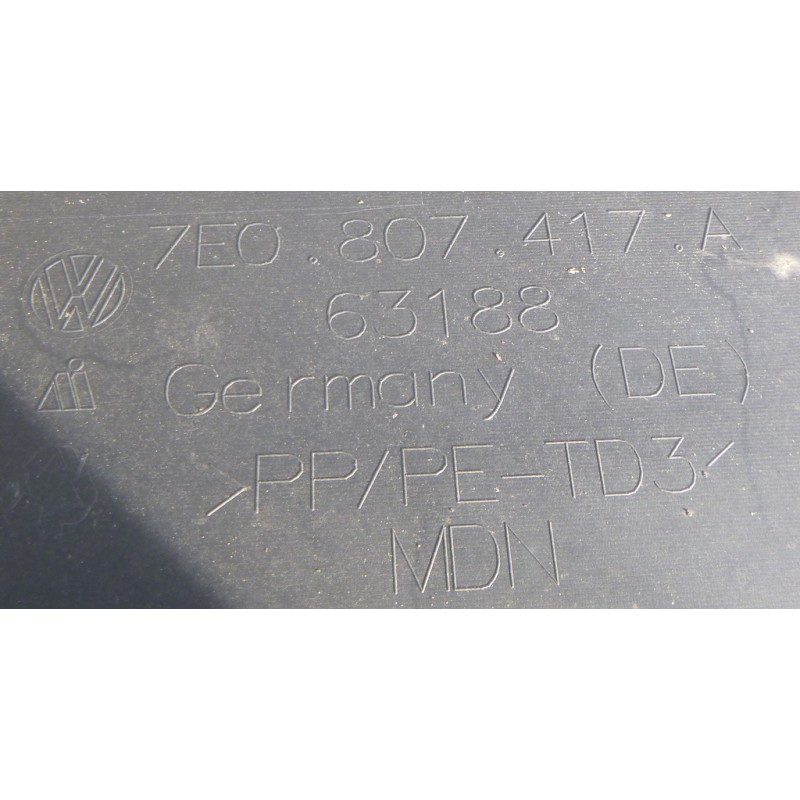 7E0.807.417.A
63188
Germany (DE)
>PP/PE-TD3<
MDN